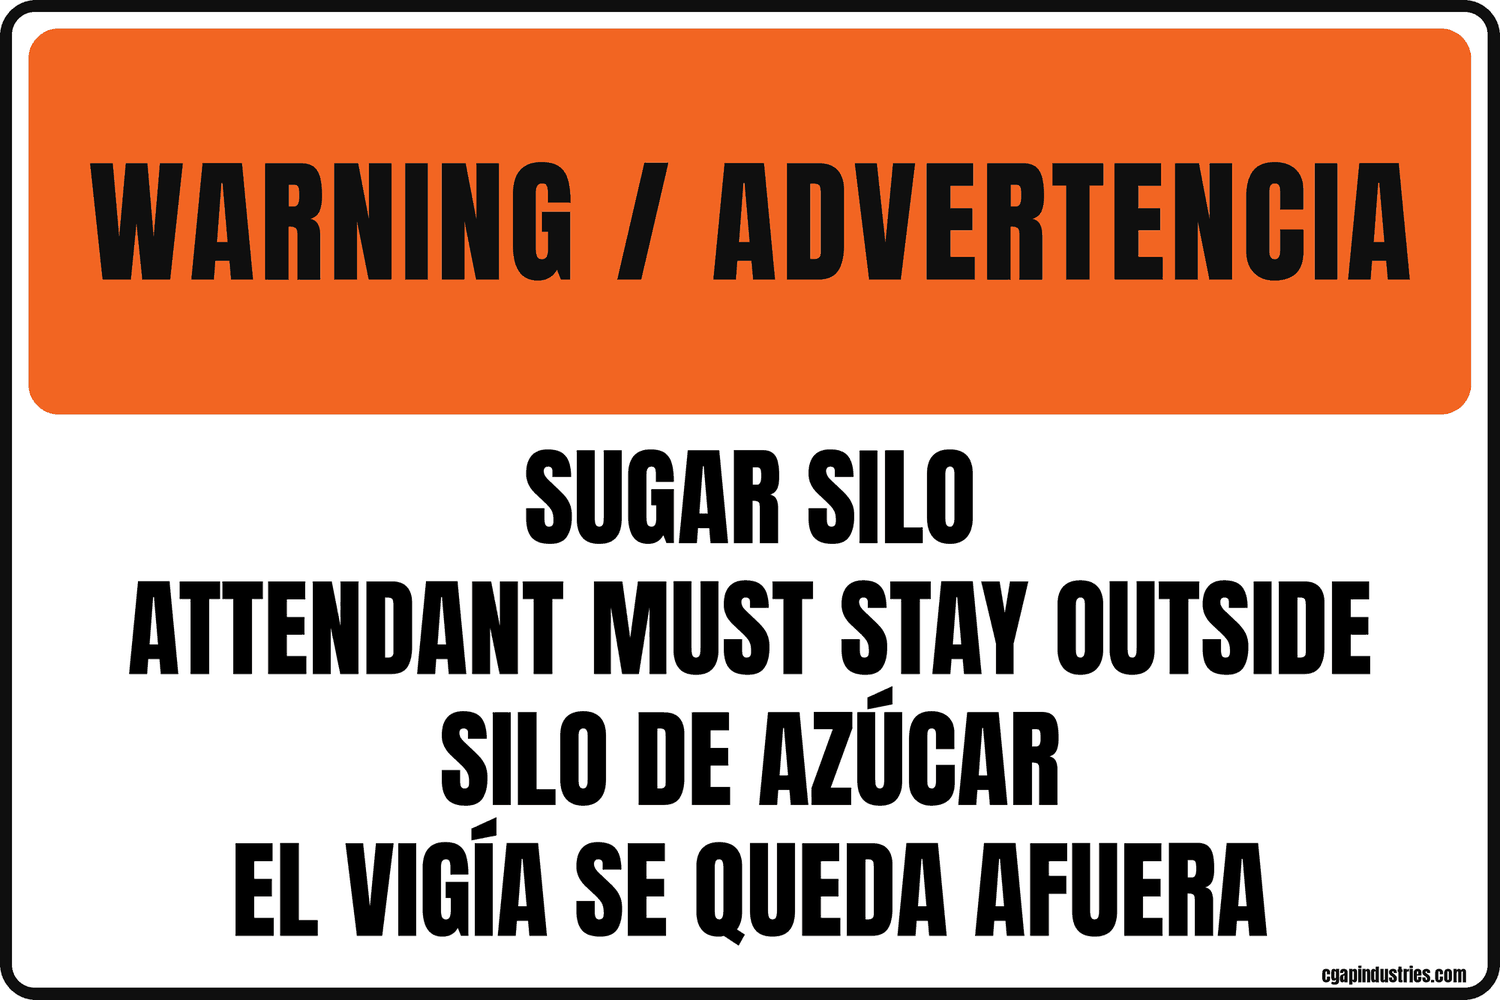 WARNING / ADVERTENCIA
SUGAR SILO
ATTENDANT MUST STAY OUTSIDE
SILO DE AZÚCAR
EL VIGÍA SE QUEDA AFUERA
cgapindustries.com